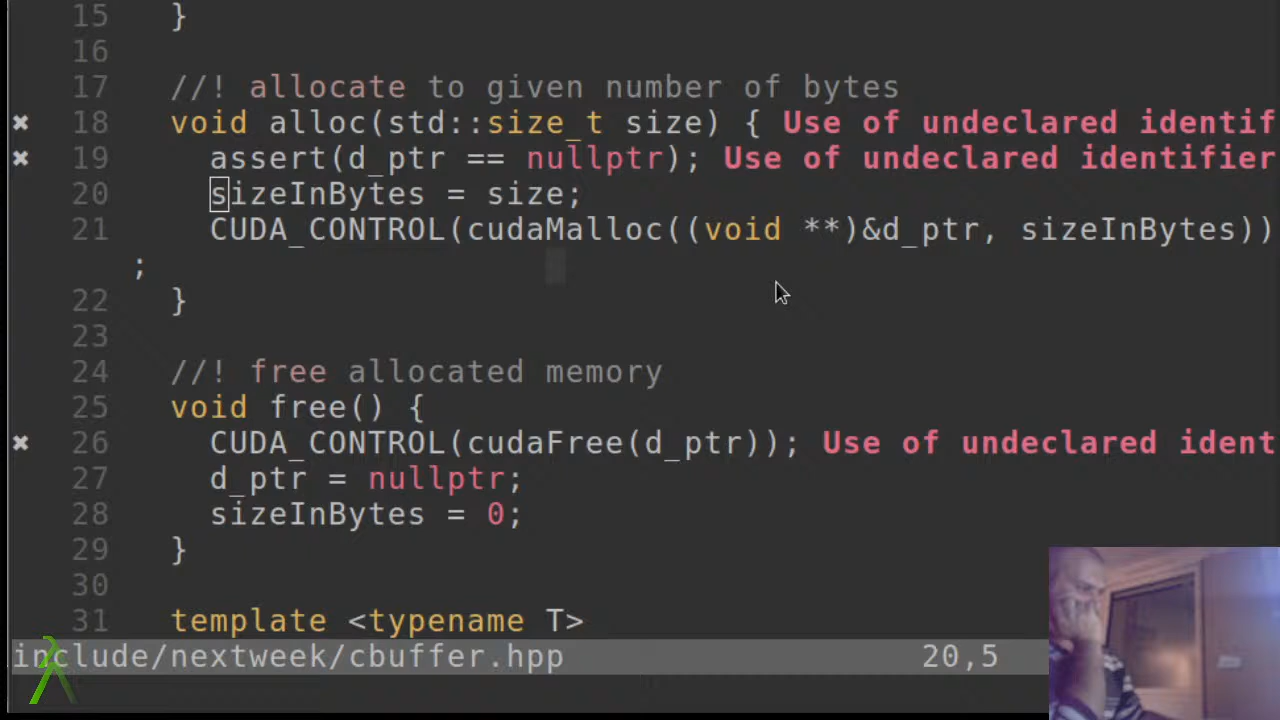 15 }
16
17 //! allocate to given number of bytes
✖ 18 void alloc(std::size_t size) { Use of undeclared identif
✖ 19 assert(d_ptr == nullptr); Use of undeclared identifier
20 sizeInBytes = size;
21 CUDA_CONTROL(cudaMalloc((void **)&d_ptr, sizeInBytes))
;
22 }
23
24 //! free allocated memory
25 void free() {
✖ 26 CUDA_CONTROL(cudaFree(d_ptr)); Use of undeclared ident
27 d_ptr = nullptr;
28 sizeInBytes = 0;
29 }
30
31 template <typename T>
include/nextweek/cbuffer.hpp 20,5
λ